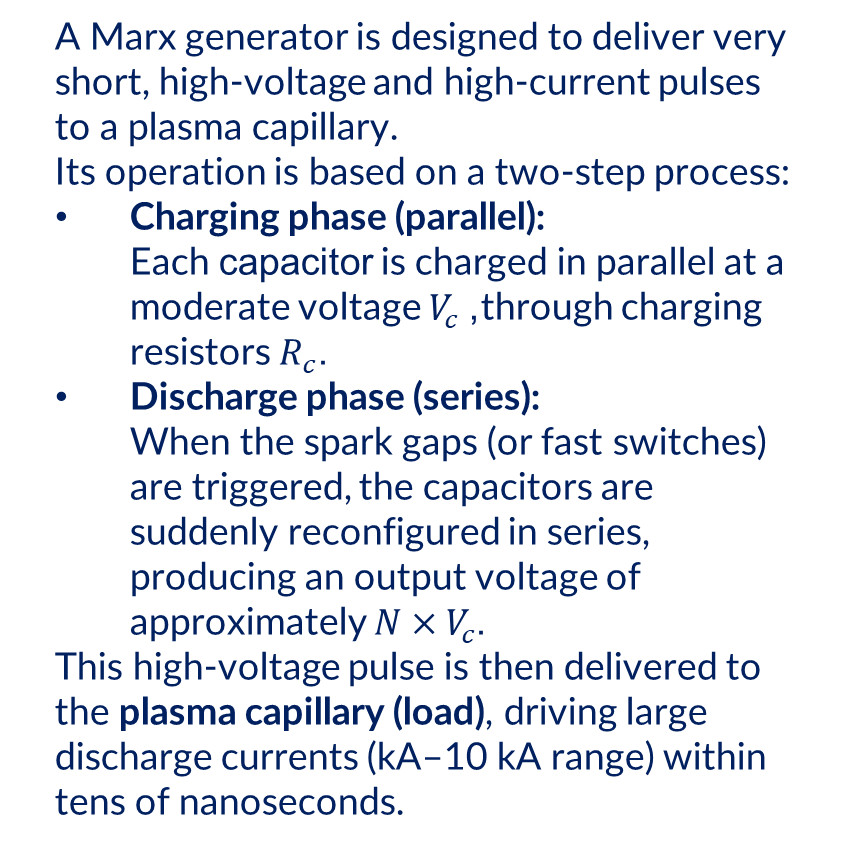 A Marx generator is designed to deliver very
short, high-voltage and high-current pulses
to a plasma capillary.
Its operation is based on a two-step process:
• Charging phase (parallel):
Each capacitor is charged in parallel at a
moderate voltage V_c ,through charging
resistors R_c.
• Discharge phase (series):
When the spark gaps (or fast switches)
are triggered, the capacitors are
suddenly reconfigured in series,
producing an output voltage of
approximately N × V_c.
This high-voltage pulse is then delivered to
the plasma capillary (load), driving large
discharge currents (kA–10 kA range) within
tens of nanoseconds.